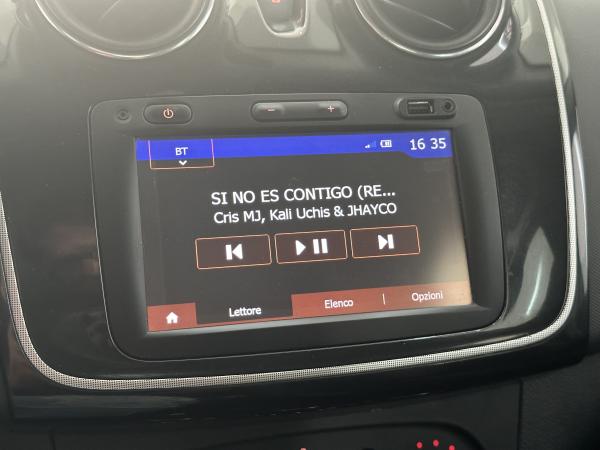 BT
16 35
SI NO ES CONTIGO (RE...
Cris MJ, Kali Uchis & JHAYCO
Lettore
Elenco
Opzioni